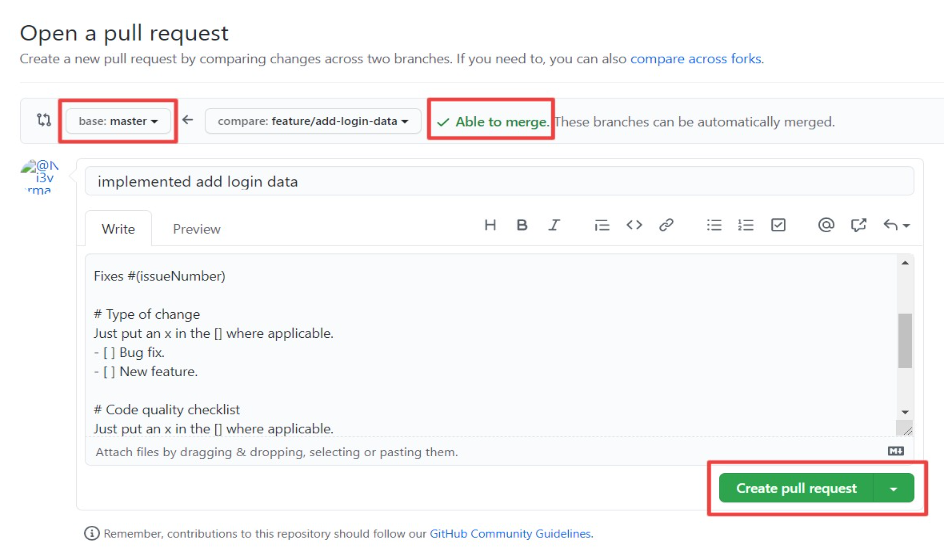 Open a pull request
Create a new pull request by comparing changes across two branches. If you need to, you can also compare across forks.
base: master compare: feature/add-login-data Able to merge. These branches can be automatically merged.
implemented add login data
Write Preview
Fixes #(issueNumber)
# Type of change
Just put an x in the [] where applicable.
- [ ] Bug fix.
- [ ] New feature.
# Code quality checklist
Just put an x in the [] where applicable.
Attach files by dragging & dropping, selecting or pasting them.
Create pull request
Remember, contributions to this repository should follow our GitHub Community Guidelines.